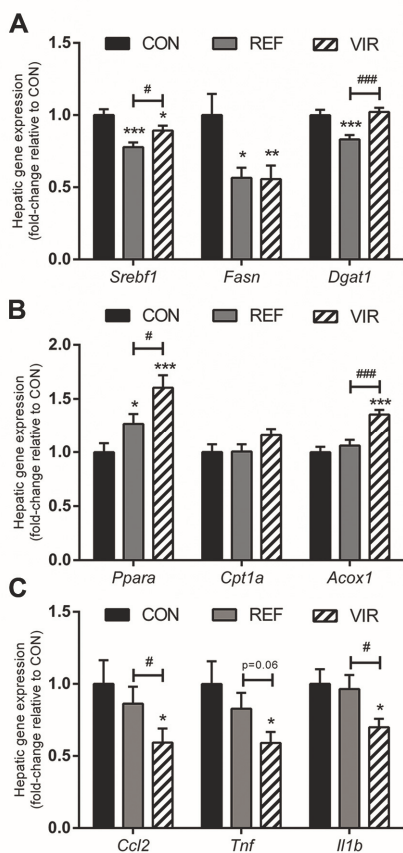 A
CON REF VIR
Hepatic gene expression
(fold-change relative to CON)
1.5
1.0
0.5
0.0
*** # * * ** *** ###
Srebf1 Fasn Dgat1
B
CON REF VIR
Hepatic gene expression
(fold-change relative to CON)
2.0
1.5
1.0
0.5
0.0
* # *** ### ***
Ppara Cpt1a Acox1
C
CON REF VIR
Hepatic gene expression
(fold-change relative to CON)
1.5
1.0
0.5
0.0
# * p=0.06 * # *
Ccl2 Tnf Il1b